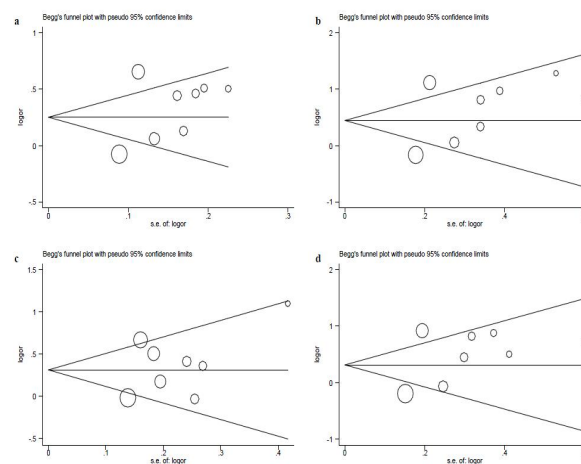 a
Begg's funnel plot with pseudo 95% confidence limits
1
.5
0
-.5
logor
0 .1 .2 .3
s.e. of: logor
b
Begg's funnel plot with pseudo 95% confidence limits
2
1
0
-1
logor
0 .2 .4
s.e. of: logor
c
Begg's funnel plot with pseudo 95% confidence limits
1.5
1
.5
0
-.5
logor
0 .1 .2 .3 .4
s.e. of: logor
d
Begg's funnel plot with pseudo 95% confidence limits
2
1
0
-1
logor
0 .2 .4
s.e. of: logor